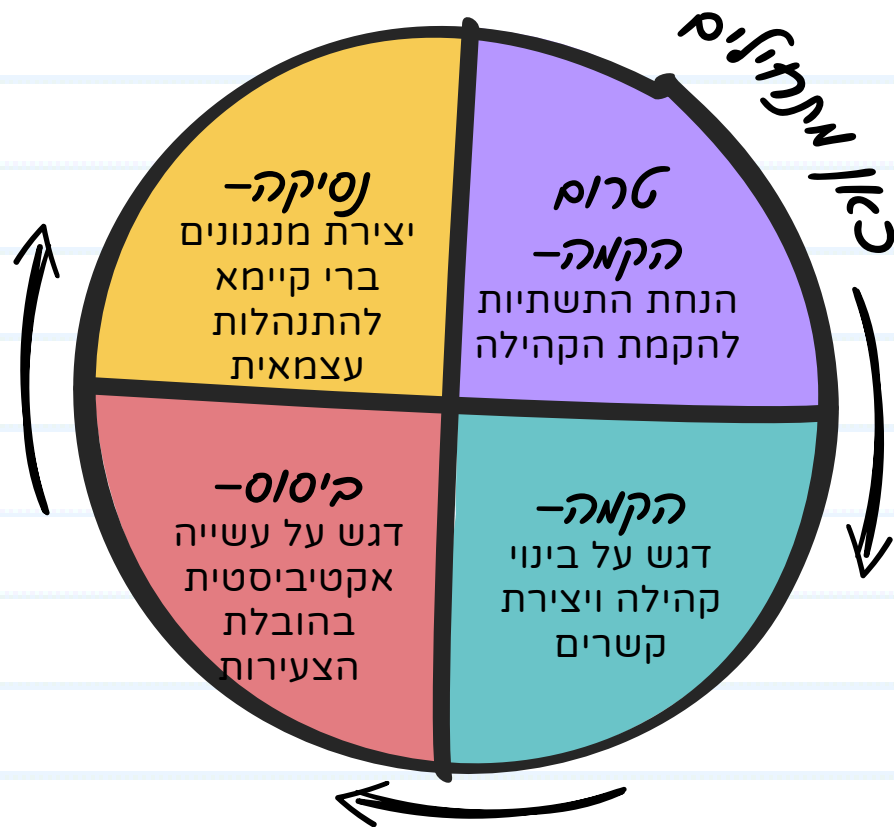 כאן מתחילים
טרום
הקמה-
הנחת התשתיות
להקמת הקהילה
הקמה-
דגש על בינוי
קהילה ויצירת
קשרים
ביסוס-
דגש על עשייה
אקטיביסטית
בהובלת
הצעירות
נסיקה-
יצירת מנגנונים
ברי קיימא
להתנהלות
עצמאית